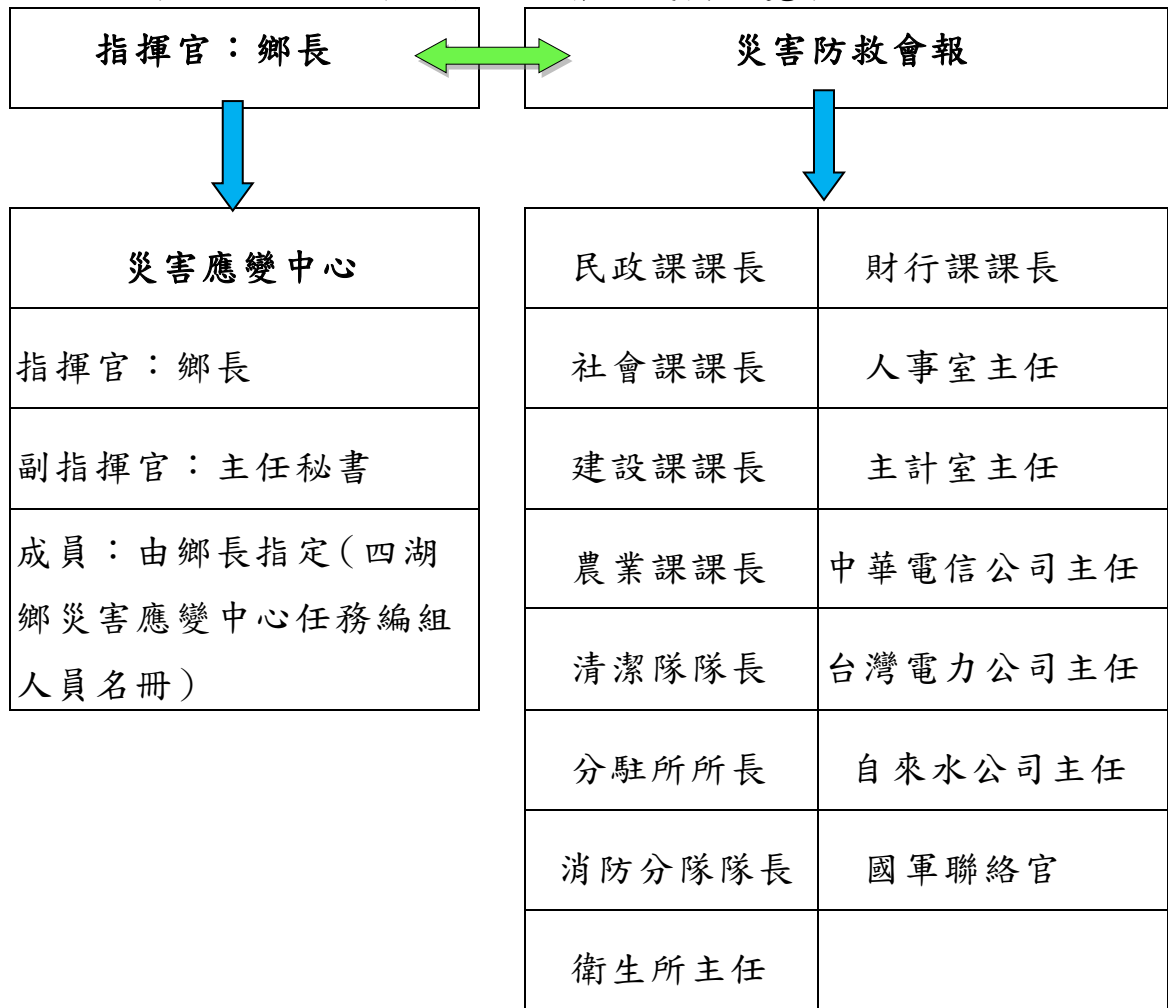 指揮官：鄉長
災害防救會報
災害應變中心
指揮官：鄉長
副指揮官：主任秘書
成員：由鄉長指定(四湖
鄉災害應變中心任務編組
人員名冊)
民政課課長 財行課課長
社會課課長 人事室主任
建設課課長 主計室主任
農業課課長 中華電信公司主任
清潔隊隊長 台灣電力公司主任
分駐所所長 自來水公司主任
消防分隊隊長 國軍聯絡官
衛生所主任